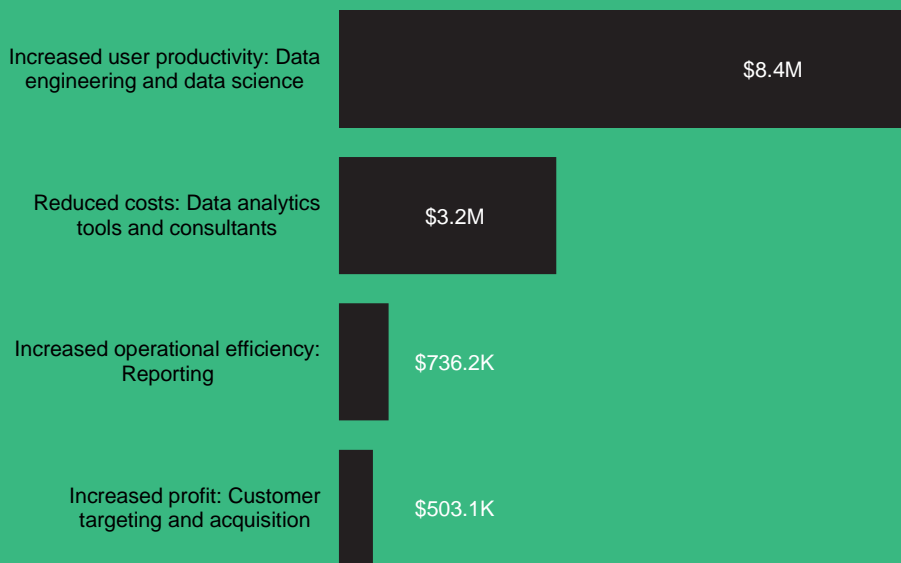 Increased user productivity: Data
engineering and data science
$8.4M
Reduced costs: Data analytics
tools and consultants
$3.2M
Increased operational efficiency:
Reporting
$736.2K
Increased profit: Customer
targeting and acquisition
$503.1K